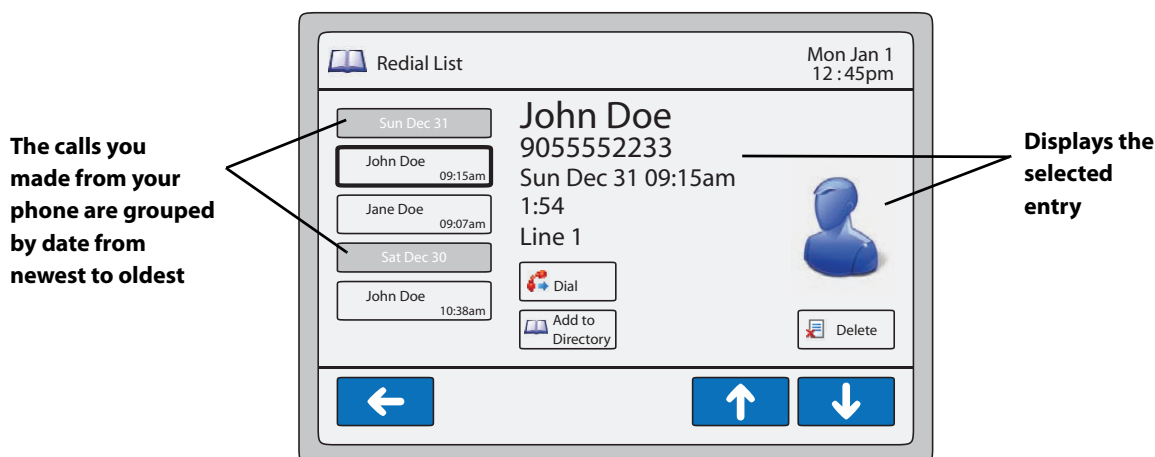 Redial List
Mon Jan 1
12:45pm
The calls you
made from your
phone are grouped
by date from
newest to oldest
Sun Dec 31
John Doe
09:15am
Jane Doe
09:07am
Sat Dec 30
John Doe
10:38am
John Doe
9055552233
Sun Dec 31 09:15am
1:54
Line 1
Dial
Add to
Directory
Delete
Displays the
selected
entry